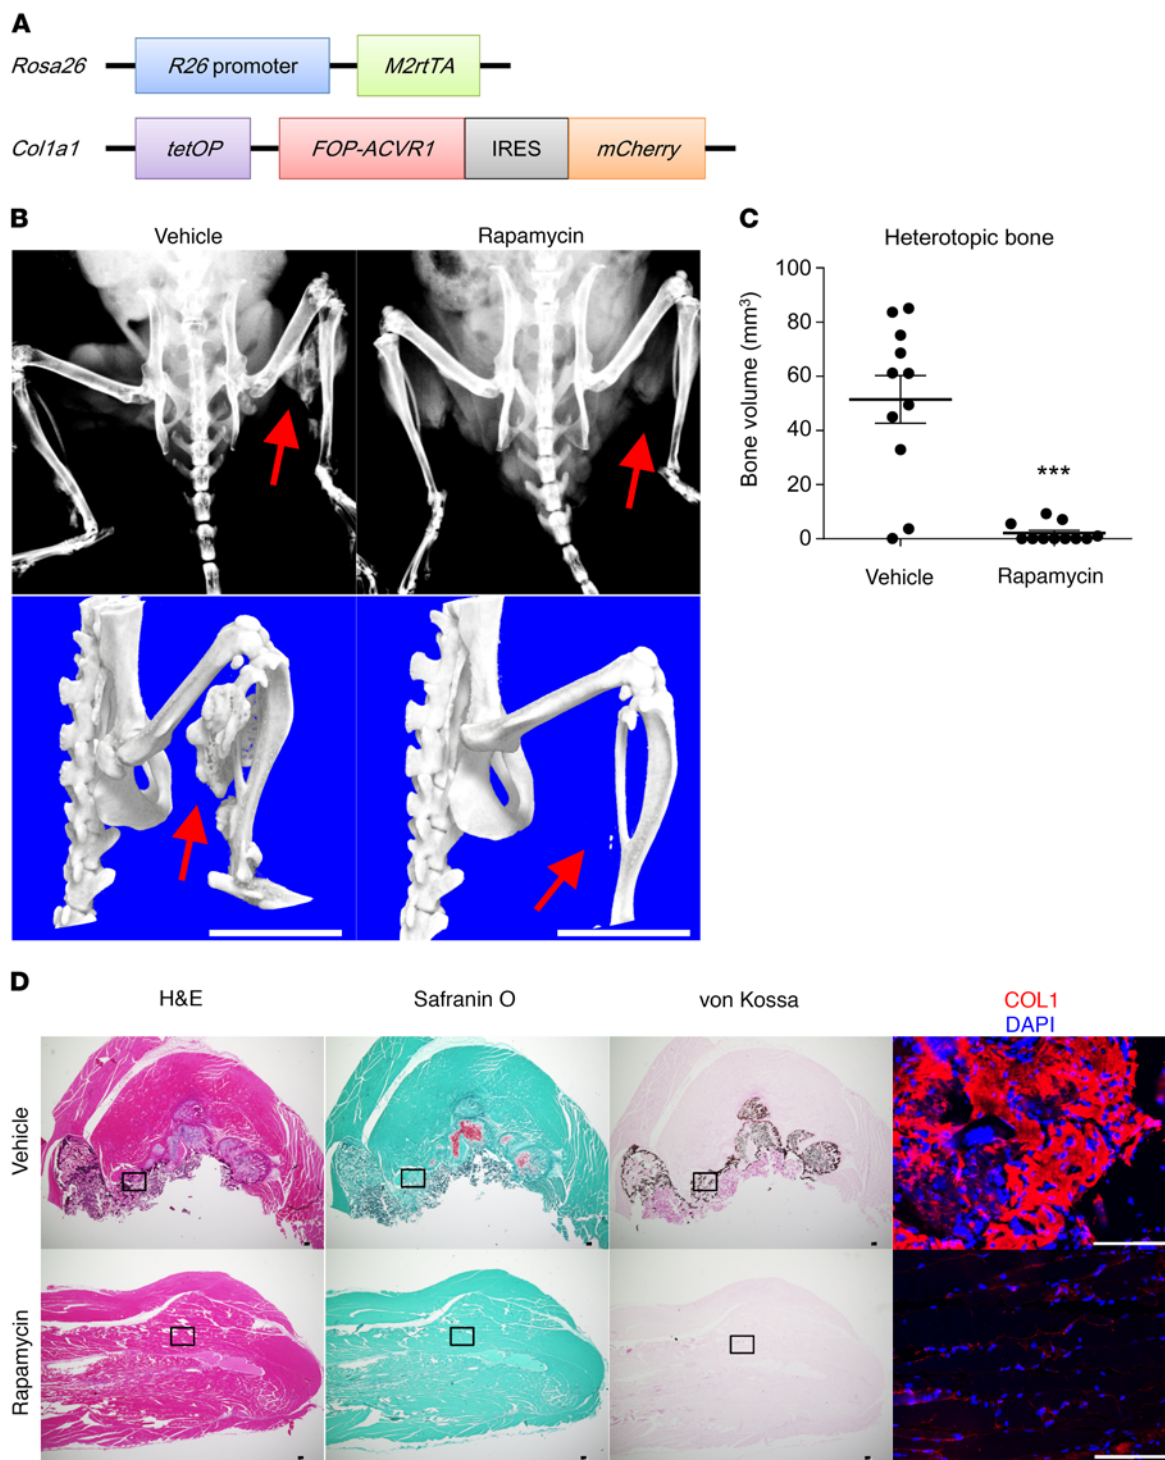 A
Rosa26 R26 promoter M2rtTA
Col1a1 tetOP FOP-ACVR1 IRES mCherry
B
Vehicle Rapamycin
C
Heterotopic bone
Bone volume (mm³)
100
80
60
40
20
0
***
Vehicle Rapamycin
D
H&E Safranin O von Kossa COL1
DAPI
Vehicle
Rapamycin